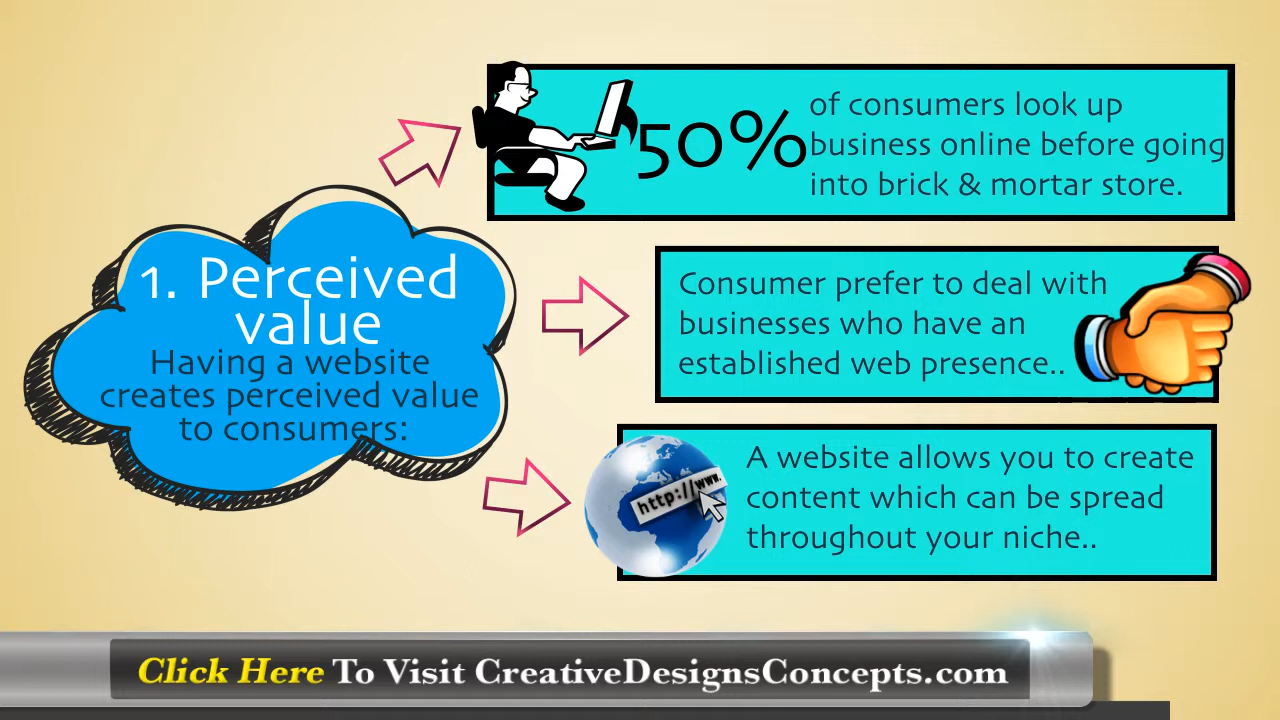 1. Perceived
value
Having a website
creates perceived value
to consumers:
50%
of consumers look up
business online before going
into brick & mortar store.
Consumer prefer to deal with
businesses who have an
established web presence..
http://www.
A website allows you to create
content which can be spread
throughout your niche..
Click Here To Visit CreativeDesignsConcepts.com